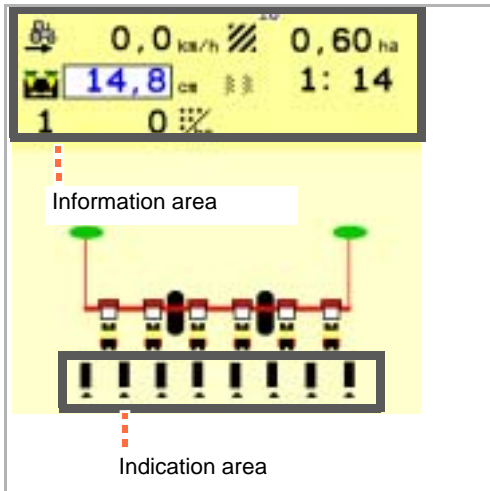 0,0 km/h 0,60 ha
14,8 cm 1: 14
1 0
Information area
Indication area